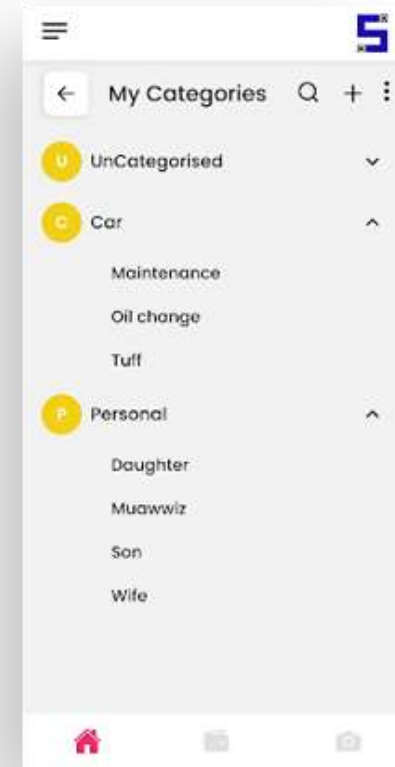 S
My Categories
U UnCategorised
C Car
Maintenance
Oil change
Tuff
P Personal
Daughter
Muawwiz
Son
Wife